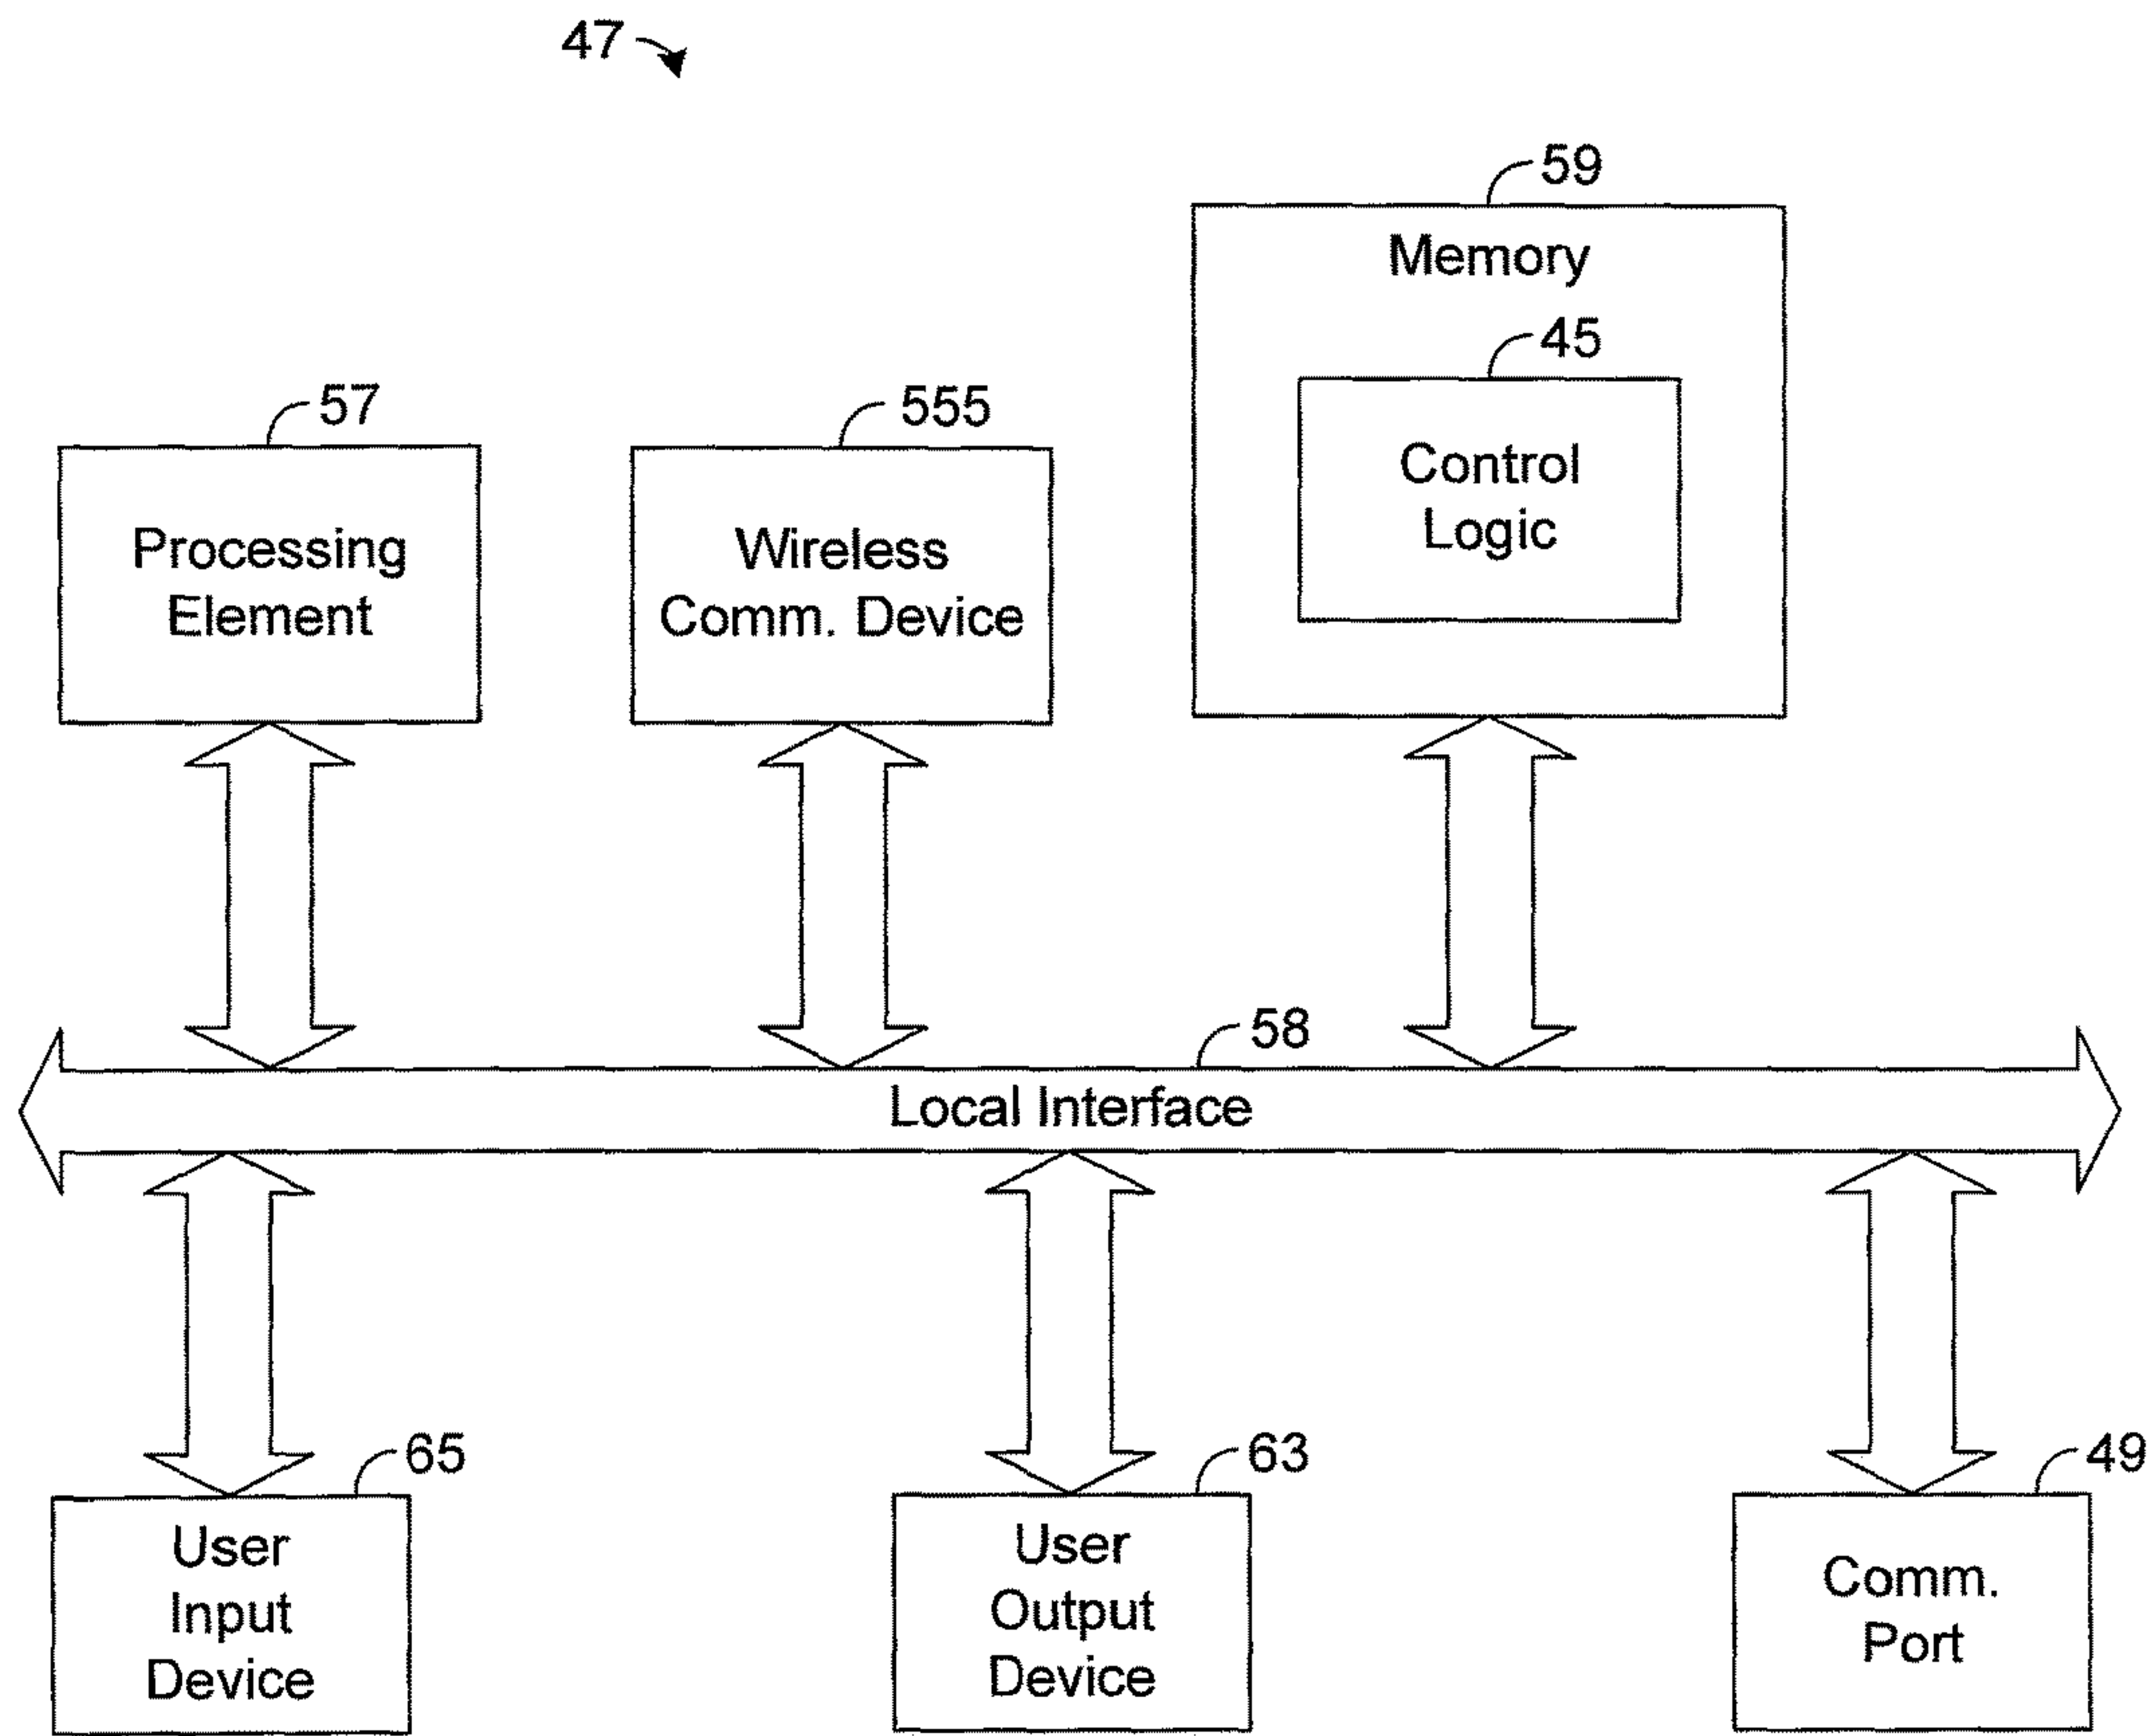 47
59
Memory
45
Control
Logic
57
Processing
Element
555
Wireless
Comm. Device
58
Local Interface
65
User
Input
Device
63
User
Output
Device
49
Comm.
Port